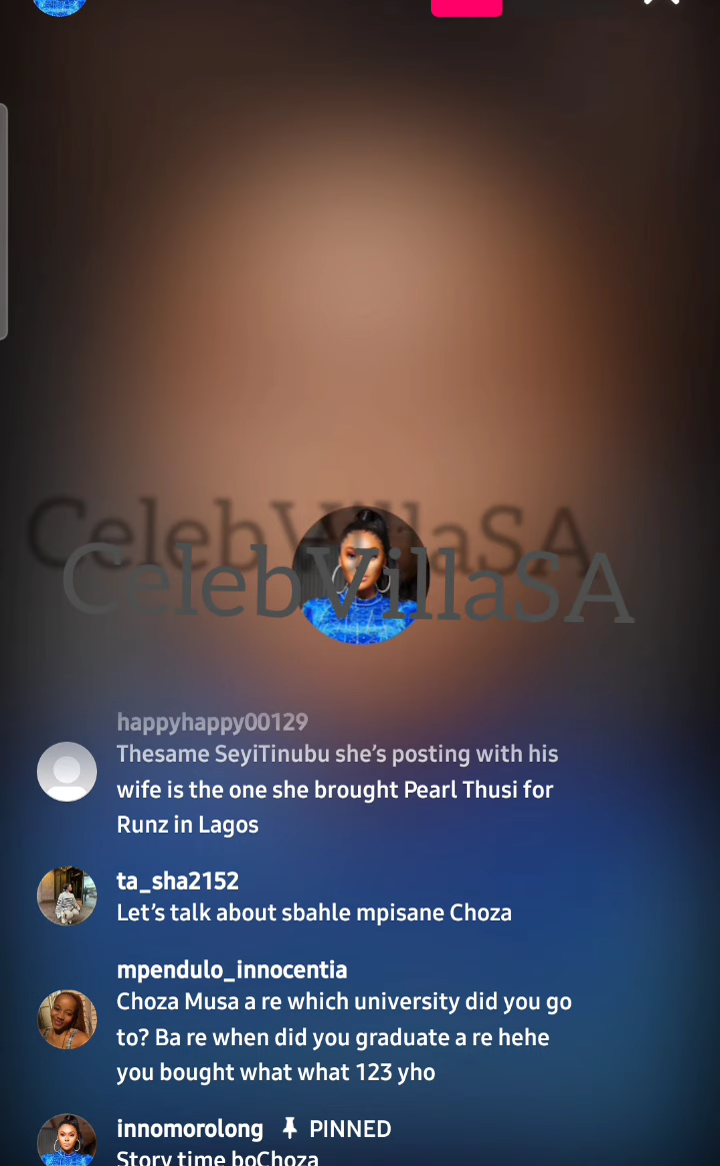 CelebVillaSA
CelebVillaSA
happyhappy00129
Thesame SeyiTinubu she's posting with his
wife is the one she brought Pearl Thusi for
Runz in Lagos
ta_sha2152
Let's talk about sbahle mpisane Choza
mpendulo_innocentia
Choza Musa a re which university did you go
to? Ba re when did you graduate a re hehe
you bought what what 123 yho
innomorolong PINNED
Story time boChoza